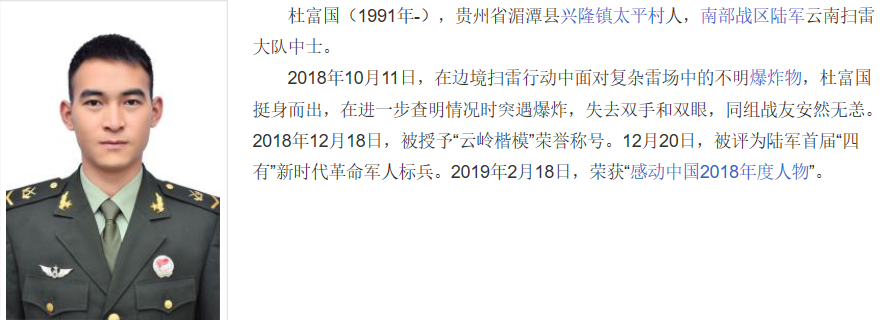 杜富国（1991年-），贵州省湄潭县兴隆镇太平村人，南部战区陆军云南扫雷
大队中士。
2018年10月11日，在边境扫雷行动中面对复杂雷场中的不明爆炸物，杜富国
挺身而出，在进一步查明情况时突遇爆炸，失去双手和双眼，同组战友安然无恙。
2018年12月18日，被授予“云岭楷模”荣誉称号。12月20日，被评为陆军首届“四
有”新时代革命军人标兵。2019年2月18日，荣获“感动中国2018年度人物”。